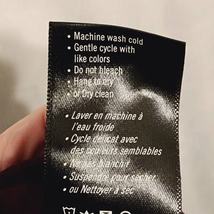 • Machine wash cold
• Gentle cycle with
like colors
• Do not bleach
• Hang to dry
• or Dry clean
• Laver en machine à
l'eau froide
• Cycle délicat avec
des couleurs semblables
• Ne pas blanchir
• Suspendre pour sécher
• ou Nettoyer à sec